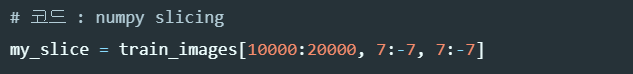 # 코드 : numpy slicing
my_slice = train_images[10000:20000, 7:-7, 7:-7]